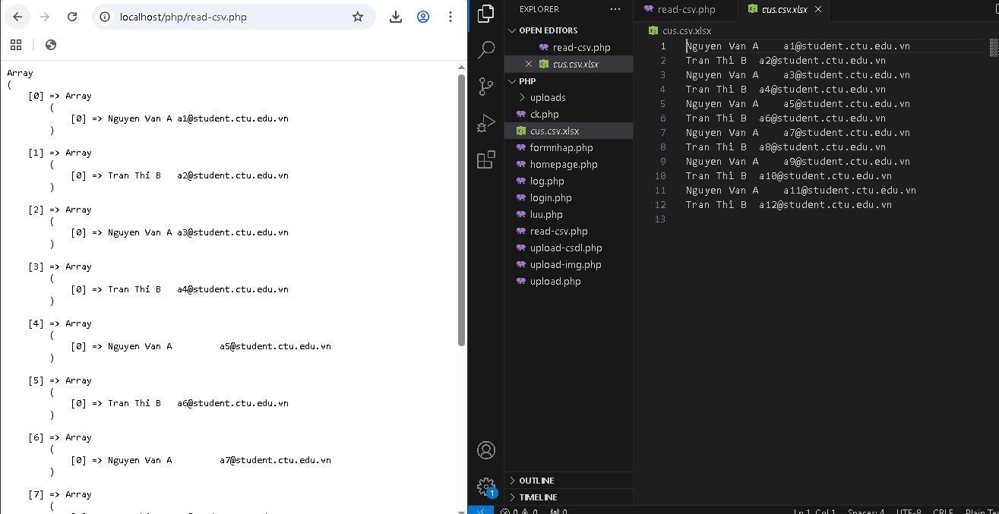 localhost/php/read-csv.php
Array
(
[0] => Array
(
[0] => Nguyen Van A a1@student.ctu.edu.vn
)
[1] => Array
(
[0] => Tran Thi B a2@student.ctu.edu.vn
)
[2] => Array
(
[0] => Nguyen Van A a3@student.ctu.edu.vn
)
[3] => Array
(
[0] => Tran Thi B a4@student.ctu.edu.vn
)
[4] => Array
(
[0] => Nguyen Van A a5@student.ctu.edu.vn
)
[5] => Array
(
[0] => Tran Thi B a6@student.ctu.edu.vn
)
[6] => Array
(
[0] => Nguyen Van A a7@student.ctu.edu.vn
)
[7] => Array
(
EXPLORER
OPEN EDITORS
read-csv.php
cus.csv.xlsx
PHP
uploads
ck.php
cus.csv.xlsx
formnhap.php
homepage.php
log.php
login.php
luu.php
read-csv.php
upload-csdl.php
upload-img.php
upload.php
OUTLINE
TIMELINE
1
read-csv.php
cus.csv.xlsx
cus.csv.xlsx
1 Nguyen Van A a1@student.ctu.edu.vn
2 Tran Thi B a2@student.ctu.edu.vn
3 Nguyen Van A a3@student.ctu.edu.vn
4 Tran Thi B a4@student.ctu.edu.vn
5 Nguyen Van A a5@student.ctu.edu.vn
6 Tran Thi B a6@student.ctu.edu.vn
7 Nguyen Van A a7@student.ctu.edu.vn
8 Tran Thi B a8@student.ctu.edu.vn
9 Nguyen Van A a9@student.ctu.edu.vn
10 Tran Thi B a10@student.ctu.edu.vn
11 Nguyen Van A a11@student.ctu.edu.vn
12 Tran Thi B a12@student.ctu.edu.vn
13
0 0 0 Ln 1, Col 1 Spaces: 4 UTF-8 CRLF Plain Te